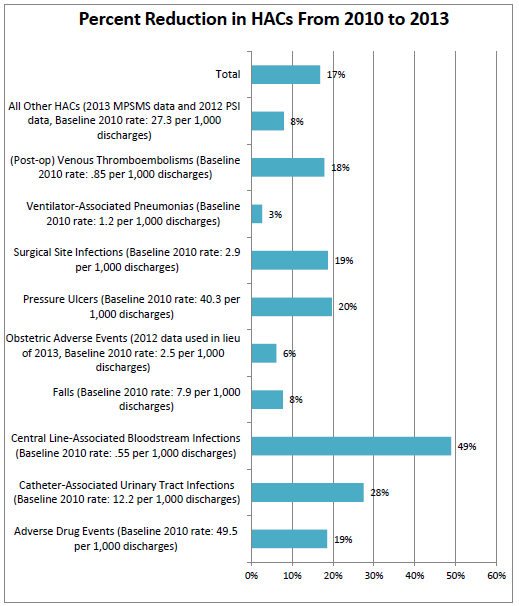 Percent Reduction in HACs From 2010 to 2013
Total
17%
All Other HACs (2013 MPSMS data and 2012 PSI
data, Baseline 2010 rate: 27.3 per 1,000
discharges)
8%
(Post-op) Venous Thromboembolisms (Baseline
2010 rate: .85 per 1,000 discharges)
18%
Ventilator-Associated Pneumonias (Baseline
2010 rate: 1.2 per 1,000 discharges)
3%
Surgical Site Infections (Baseline 2010 rate: 2.9
per 1,000 discharges)
19%
Pressure Ulcers (Baseline 2010 rate: 40.3 per
1,000 discharges)
20%
Obstetric Adverse Events (2012 data used in lieu
of 2013, Baseline 2010 rate: 2.5 per 1,000
discharges)
6%
Falls (Baseline 2010 rate: 7.9 per 1,000
discharges)
8%
Central Line-Associated Bloodstream Infections
(Baseline 2010 rate: .55 per 1,000 discharges)
49%
Catheter-Associated Urinary Tract Infections
(Baseline 2010 rate: 12.2 per 1,000 discharges)
28%
Adverse Drug Events (Baseline 2010 rate: 49.5
per 1,000 discharges)
19%
0% 10% 20% 30% 40% 50% 60%